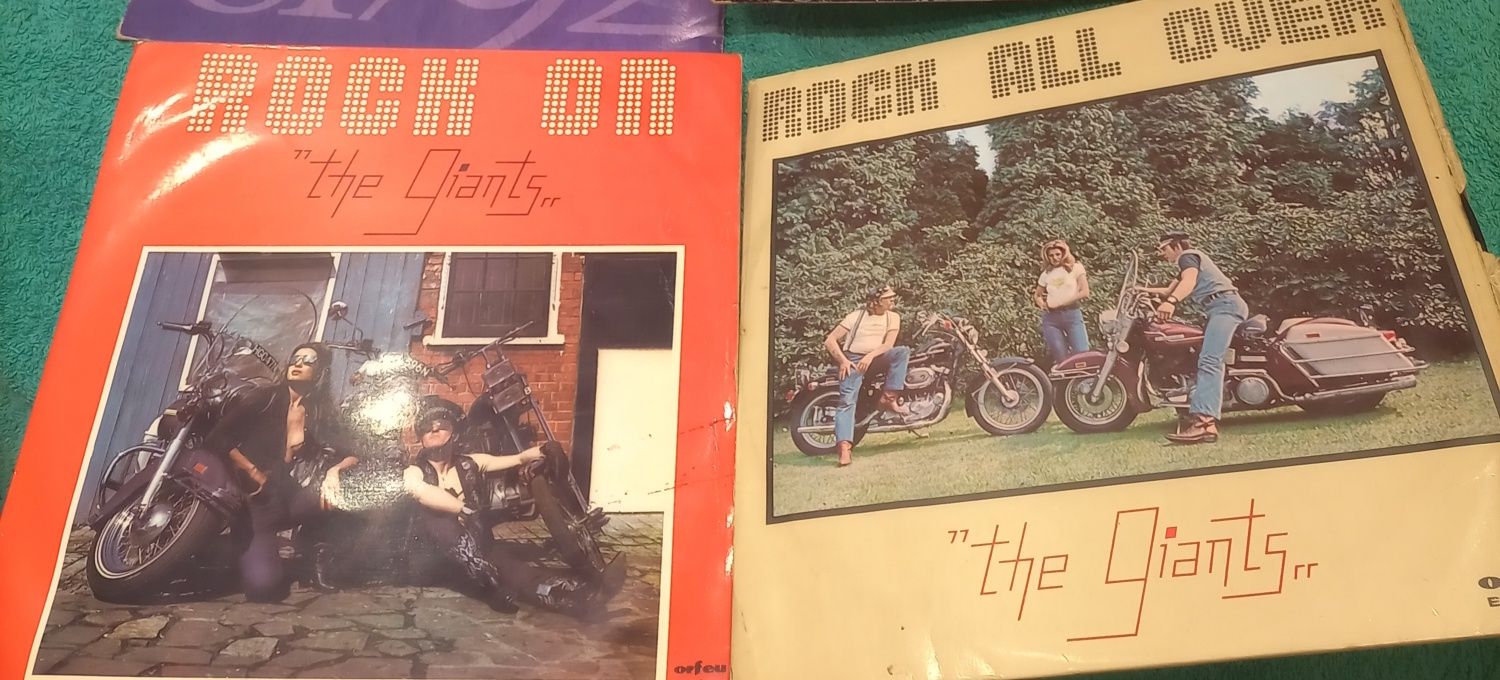 ROCK ON
"the giants"
orfeu
ROCK ALL OVER
"the giants"